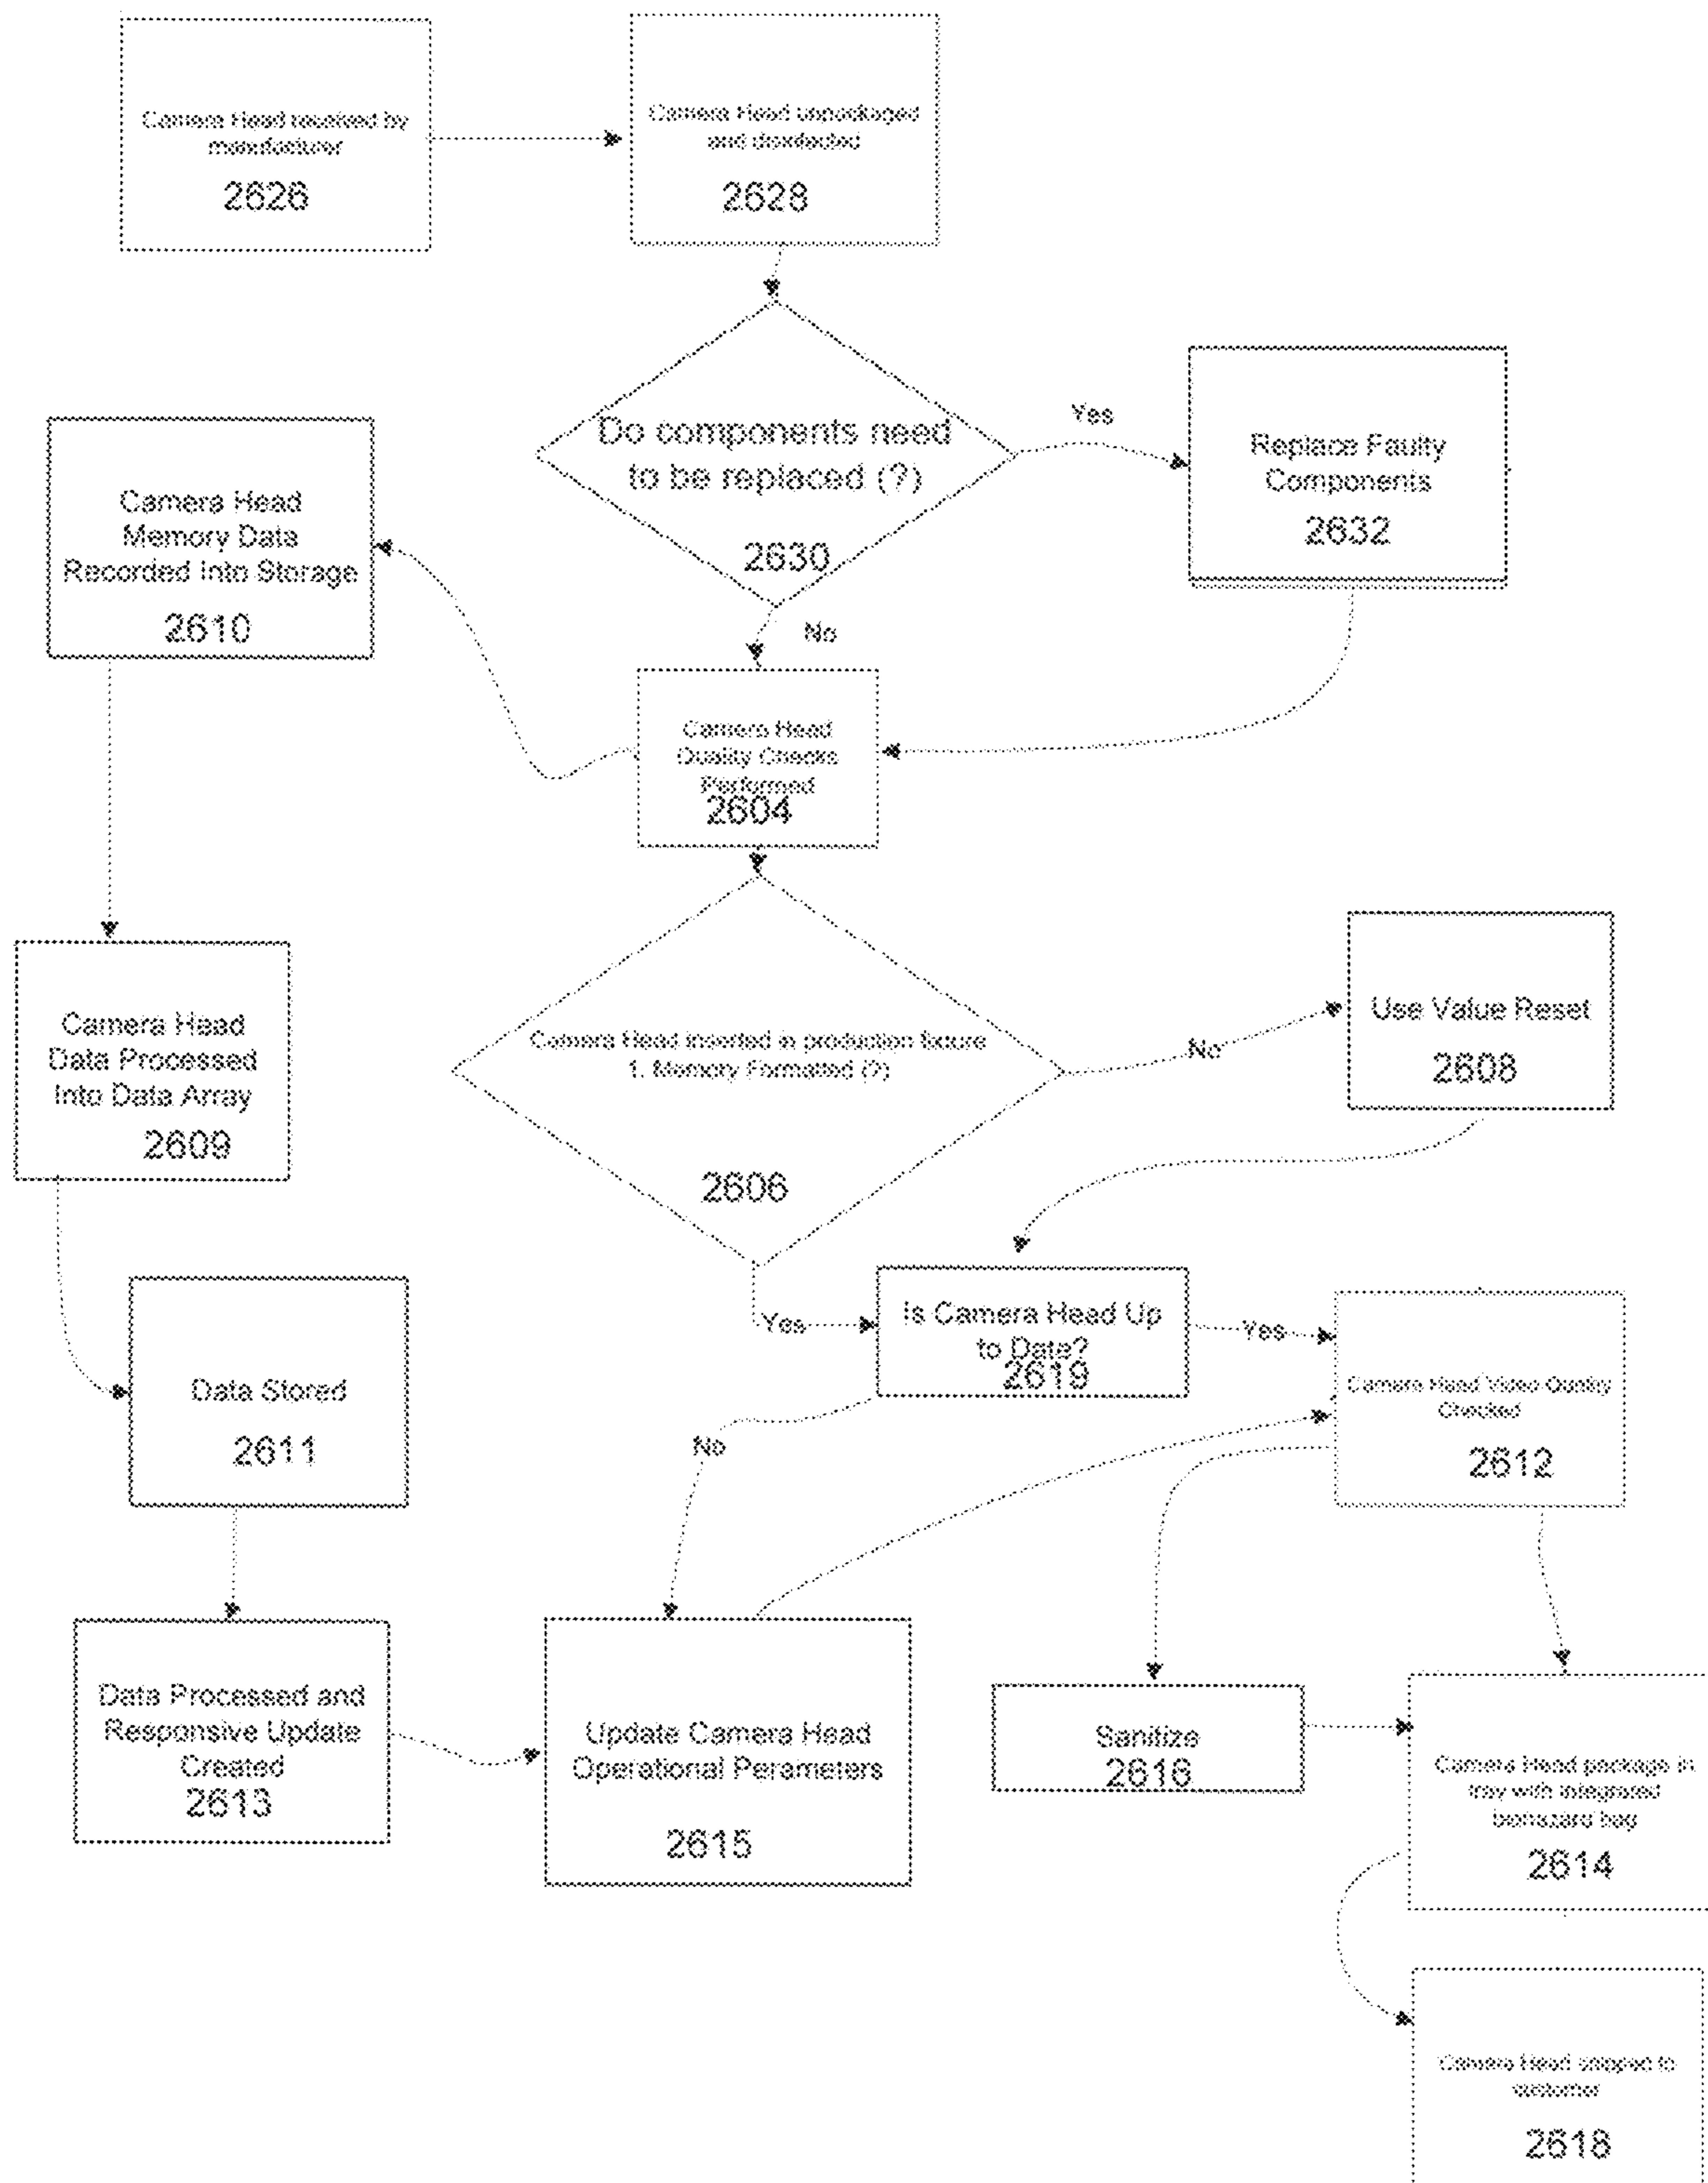 Camera Head received by
manufacturer
2626
Camera Head unpackaged
and disinfected
2628
Do components need
to be replaced (?)
2630
Yes
Replace Faulty
Components
2632
Camera Head
Memory Data
Recorded Into Storage
2610
No
Camera Head
Quality Checks
Performed
2604
Camera Head
Data Processed
Into Data Array
2609
Camera Head inserted in production fixture
1. Memory Formatted (?)
2606
No
Use Value Reset
2608
Yes
Is Camera Head Up
to Date?
2619
Yes
Camera Head Video Quality
Checked
2612
Data Stored
2611
No
Data Processed and
Responsive Update
Created
2613
Update Camera Head
Operational Perameters
2615
Sanitize
2616
Camera Head package in
tray with integrated
biohazard bag
2614
Camera Head shipped to
customer
2618